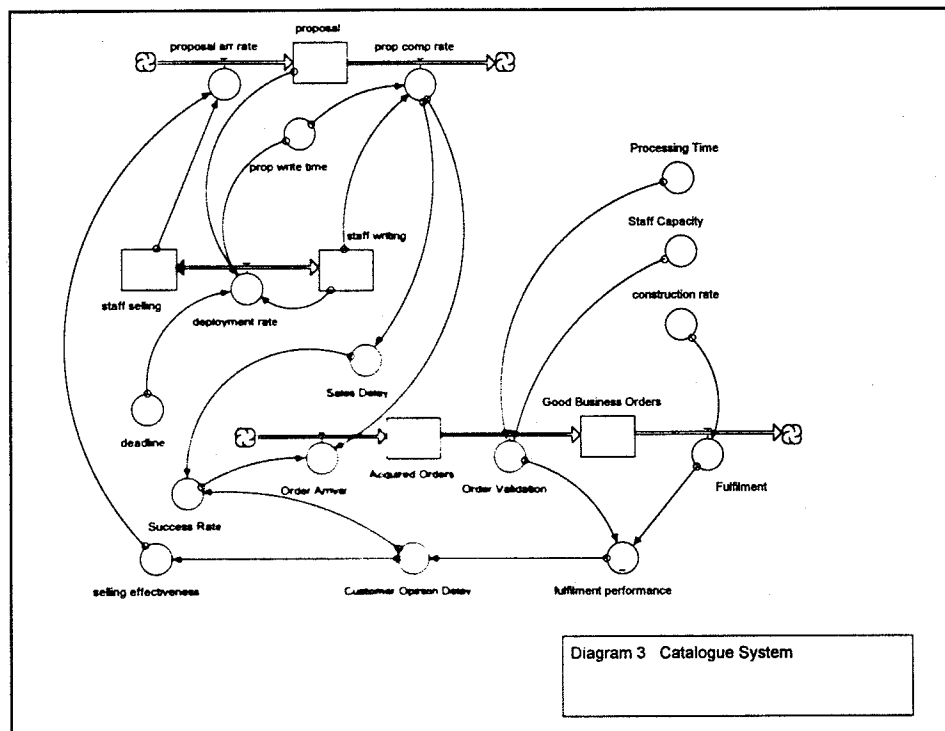 proposal
proposal arr rate
prop comp rate
prop write time
Processing Time
Staff Capacity
staff writing
construction rate
staff selling
deployment rate
Sales Delay
Good Business Orders
deadline
Acquired Orders
Order Validation
Order Arriver
Fulfilment
Success Rate
selling effectiveness
Customer Opinion Delay
fulfilment performance
Diagram 3 Catalogue System